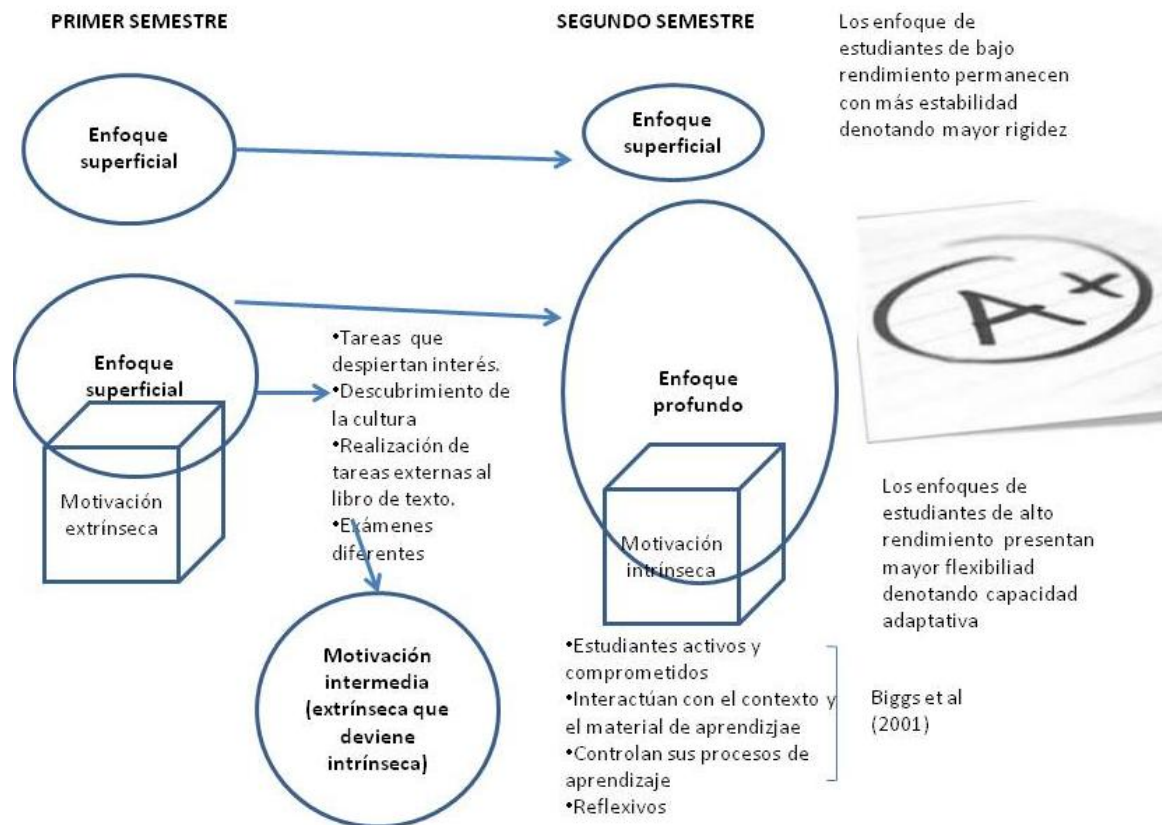 PRIMER SEMESTRE
SEGUNDO SEMESTRE
Los enfoque de
estudiantes de bajo
rendimiento permanecen
con más estabilidad
denotando mayor rigidez
Enfoque
superficial
Enfoque
superficial
A+
Enfoque
superficial
Motivación
extrínseca
•Tareas que
despiertan interés.
•Descubrimiento de
la cultura
•Realización de
tareas externas al
libro de texto.
•Exámenes
diferentes
Enfoque
profundo
Motivación
intrínseca
Los enfoques de
estudiantes de alto
rendimiento presentan
mayor flexibiliad
denotando capacidad
adaptativa
Motivación
intermedia
(extrínseca que
deviene
intrínseca)
•Estudiantes activos y
comprometidos
•Interactúan con el contexto y
el material de aprendizjae
•Controlan sus procesos de
aprendizaje
•Reflexivos
Biggs et al
(2001)